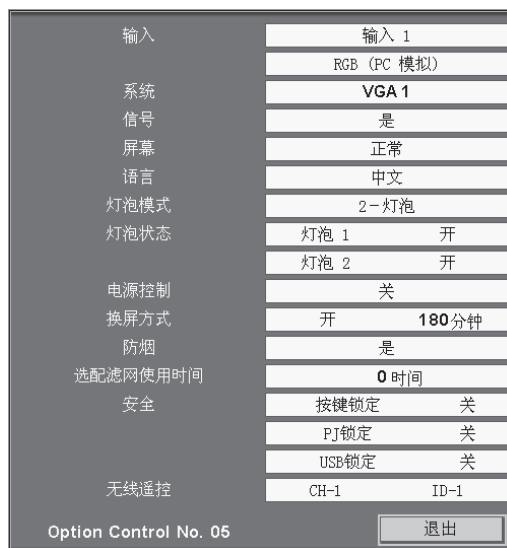 输入 输入 1
RGB (PC 模拟)
系统 VGA 1
信号 是
屏幕 正常
语言 中文
灯泡模式 2－灯泡
灯泡状态 灯泡 1 开
灯泡 2 开
电源控制 关
换屏方式 开 180分钟
防烟 是
选配滤网使用时间 0 时间
安全 按键锁定 关
PJ锁定 关
USB锁定 关
无线遥控 CH-1 ID-1
Option Control No. 05 退出